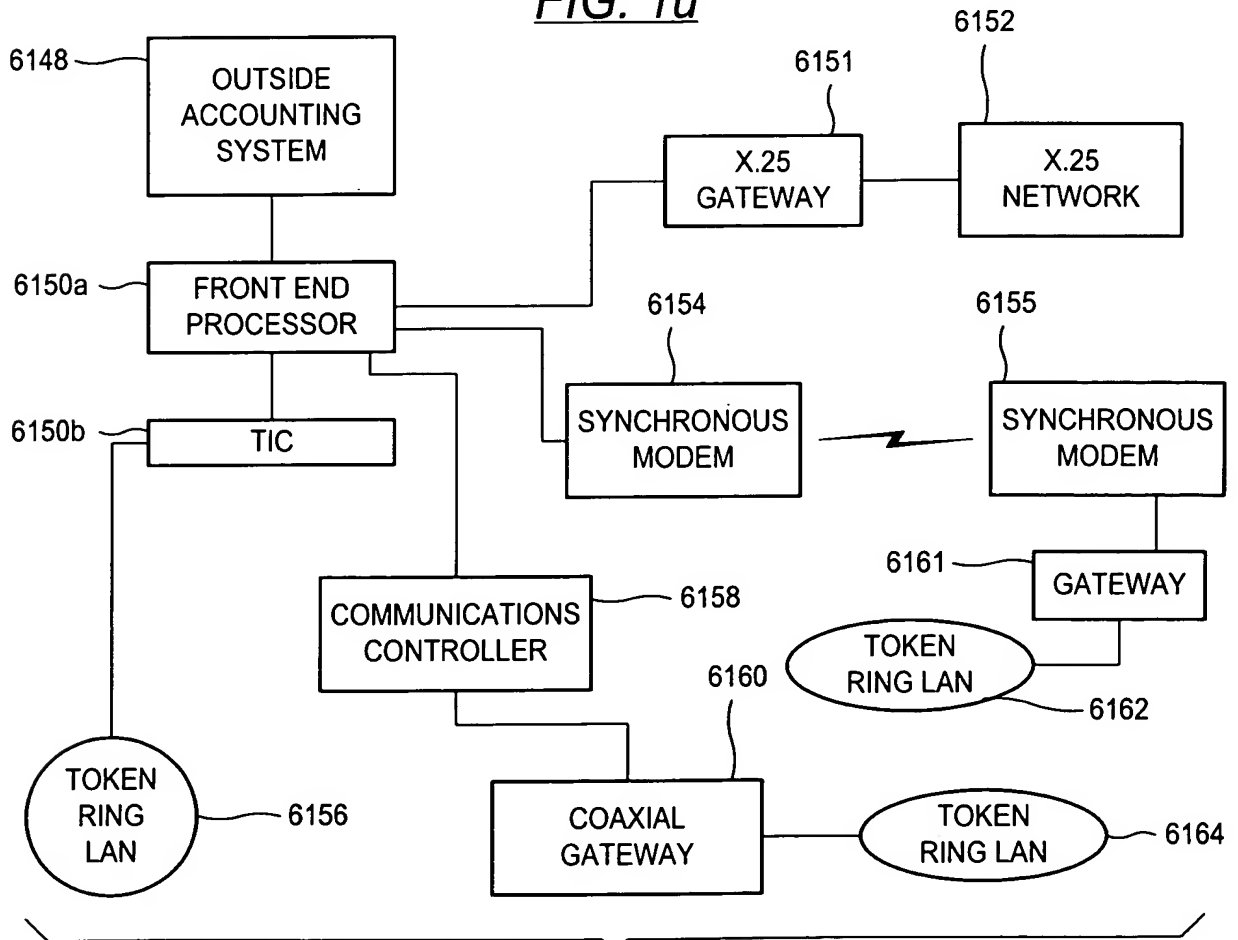 FIG. 1u
6148
OUTSIDE
ACCOUNTING
SYSTEM
6151
6152
X.25
GATEWAY
X.25
NETWORK
6150a
FRONT END
PROCESSOR
6154
6155
6150b
TIC
SYNCHRONOUS
MODEM
SYNCHRONOUS
MODEM
6161
GATEWAY
COMMUNICATIONS
CONTROLLER
6158
TOKEN
RING LAN
6162
6160
TOKEN
RING
LAN
6156
COAXIAL
GATEWAY
TOKEN
RING LAN
6164